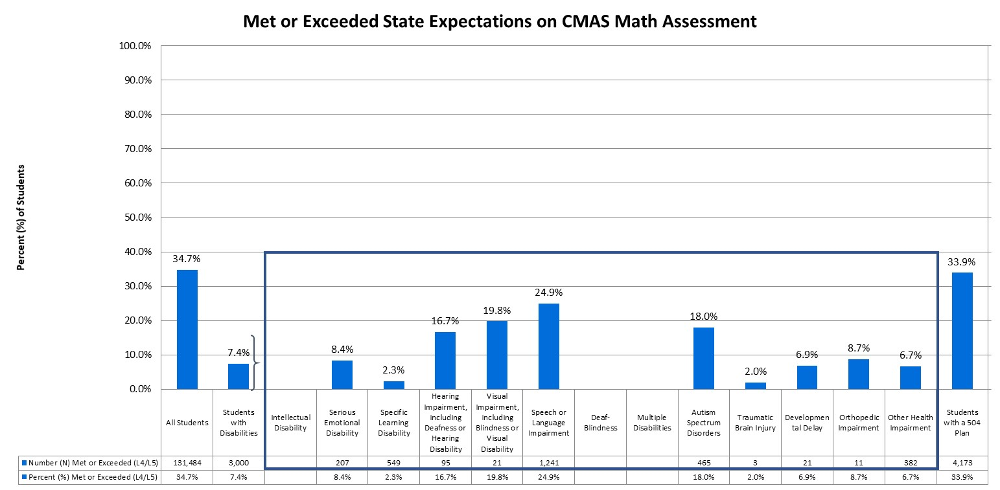 Met or Exceeded State Expectations on CMAS Math Assessment
Percent (%) of Students
100.0%
90.0%
80.0%
70.0%
60.0%
50.0%
40.0%
30.0%
20.0%
10.0%
0.0%
34.7%
7.4%
8.4%
2.3%
16.7%
19.8%
24.9%
18.0%
2.0%
6.9%
8.7%
6.7%
33.9%
All Students
Students
with
Disabilities
Intellectual
Disability
Serious
Emotional
Disability
Specific
Learning
Disability
Hearing
Impairment,
including
Deafness or
Hearing
Disability
Visual
Impairment,
including
Blindness or
Visual
Disability
Speech or
Language
Impairment
Deaf-
Blindness
Multiple
Disabilities
Autism
Spectrum
Disorders
Traumatic
Brain Injury
Developmen
tal Delay
Orthopedic
Impairment
Other Health
Impairment
Students
with a 504
Plan
Number (N) Met or Exceeded (L4/L5) 131,484 3,000 207 549 95 21 1,241 465 3 21 11 382 4,173
Percent (%) Met or Exceeded (L4/L5) 34.7% 7.4% 8.4% 2.3% 16.7% 19.8% 24.9% 18.0% 2.0% 6.9% 8.7% 6.7% 33.9%